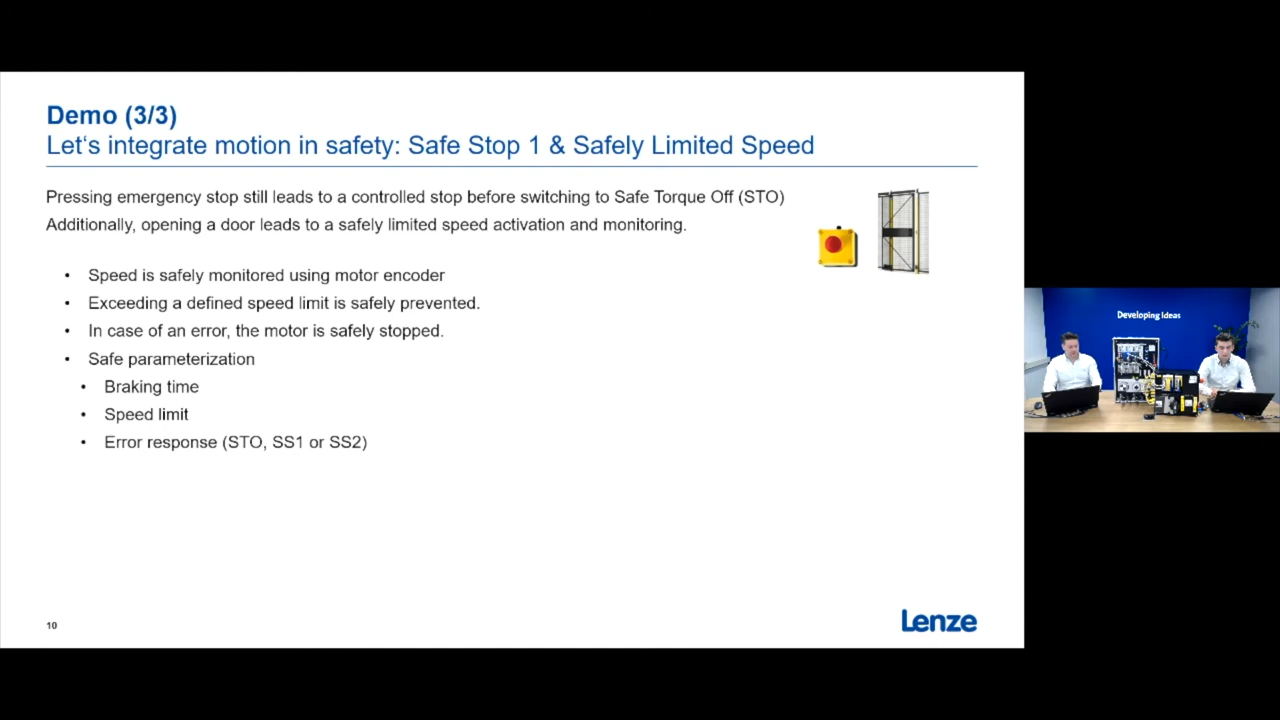 Demo (3/3)
Let‘s integrate motion in safety: Safe Stop 1 & Safely Limited Speed
Pressing emergency stop still leads to a controlled stop before switching to Safe Torque Off (STO)
Additionally, opening a door leads to a safely limited speed activation and monitoring.
• Speed is safely monitored using motor encoder
• Exceeding a defined speed limit is safely prevented.
• In case of an error, the motor is safely stopped.
• Safe parameterization
• Braking time
• Speed limit
• Error response (STO, SS1 or SS2)
Developing Ideas
10
Lenze